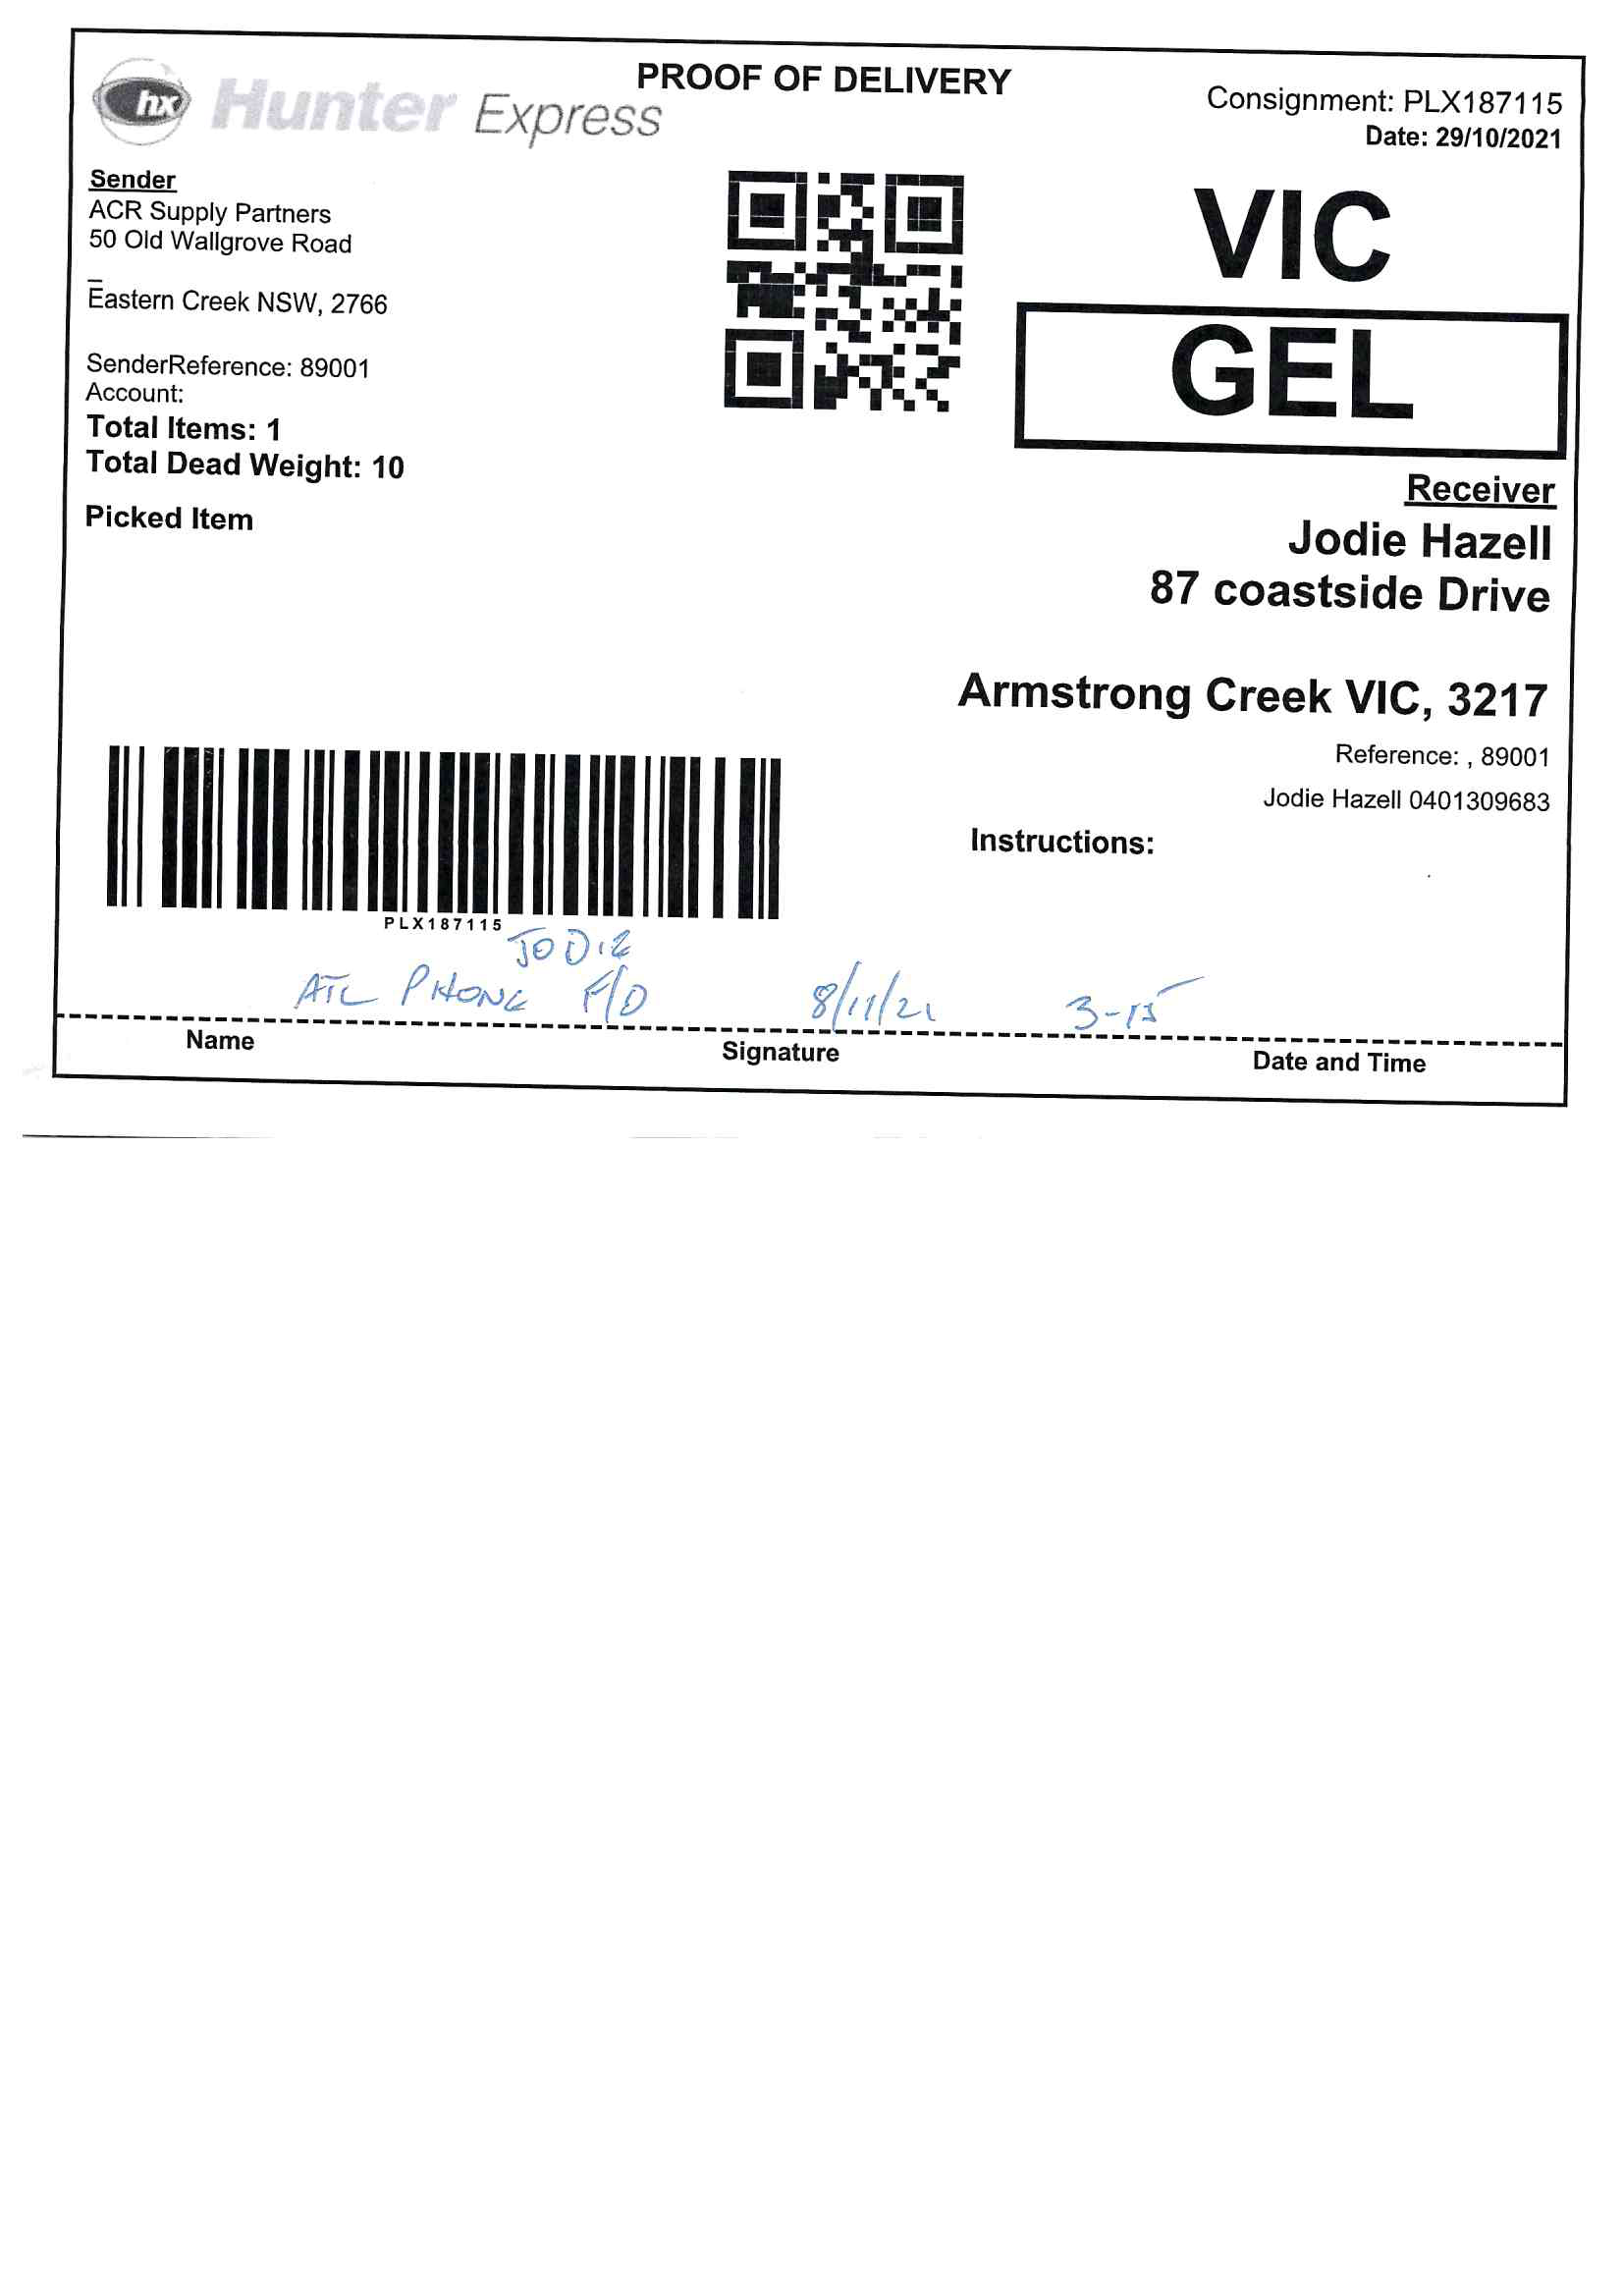 PROOF OF DELIVERY
hx Hunter Express
Consignment: PLX187115
Date: 29/10/2021
Sender
ACR Supply Partners
50 Old Wallgrove Road
_
Eastern Creek NSW, 2766
SenderReference: 89001
Account:
Total Items: 1
Total Dead Weight: 10
Picked Item
VIC
GEL
Receiver
Jodie Hazell
87 coastside Drive
Armstrong Creek VIC, 3217
Reference: , 89001
Jodie Hazell 0401309683
Instructions:
PLX187115
JODIE
ATL PHONE F/D 8/11/21 3-15
Name Signature Date and Time